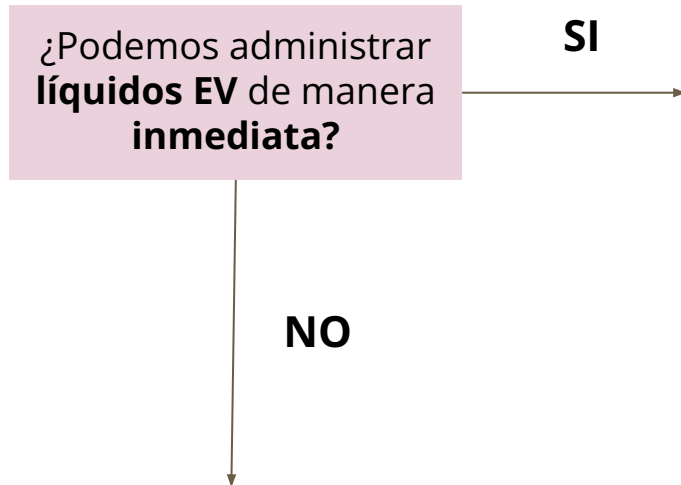 ¿Podemos administrar
líquidos EV de manera
inmediata?
SI
NO